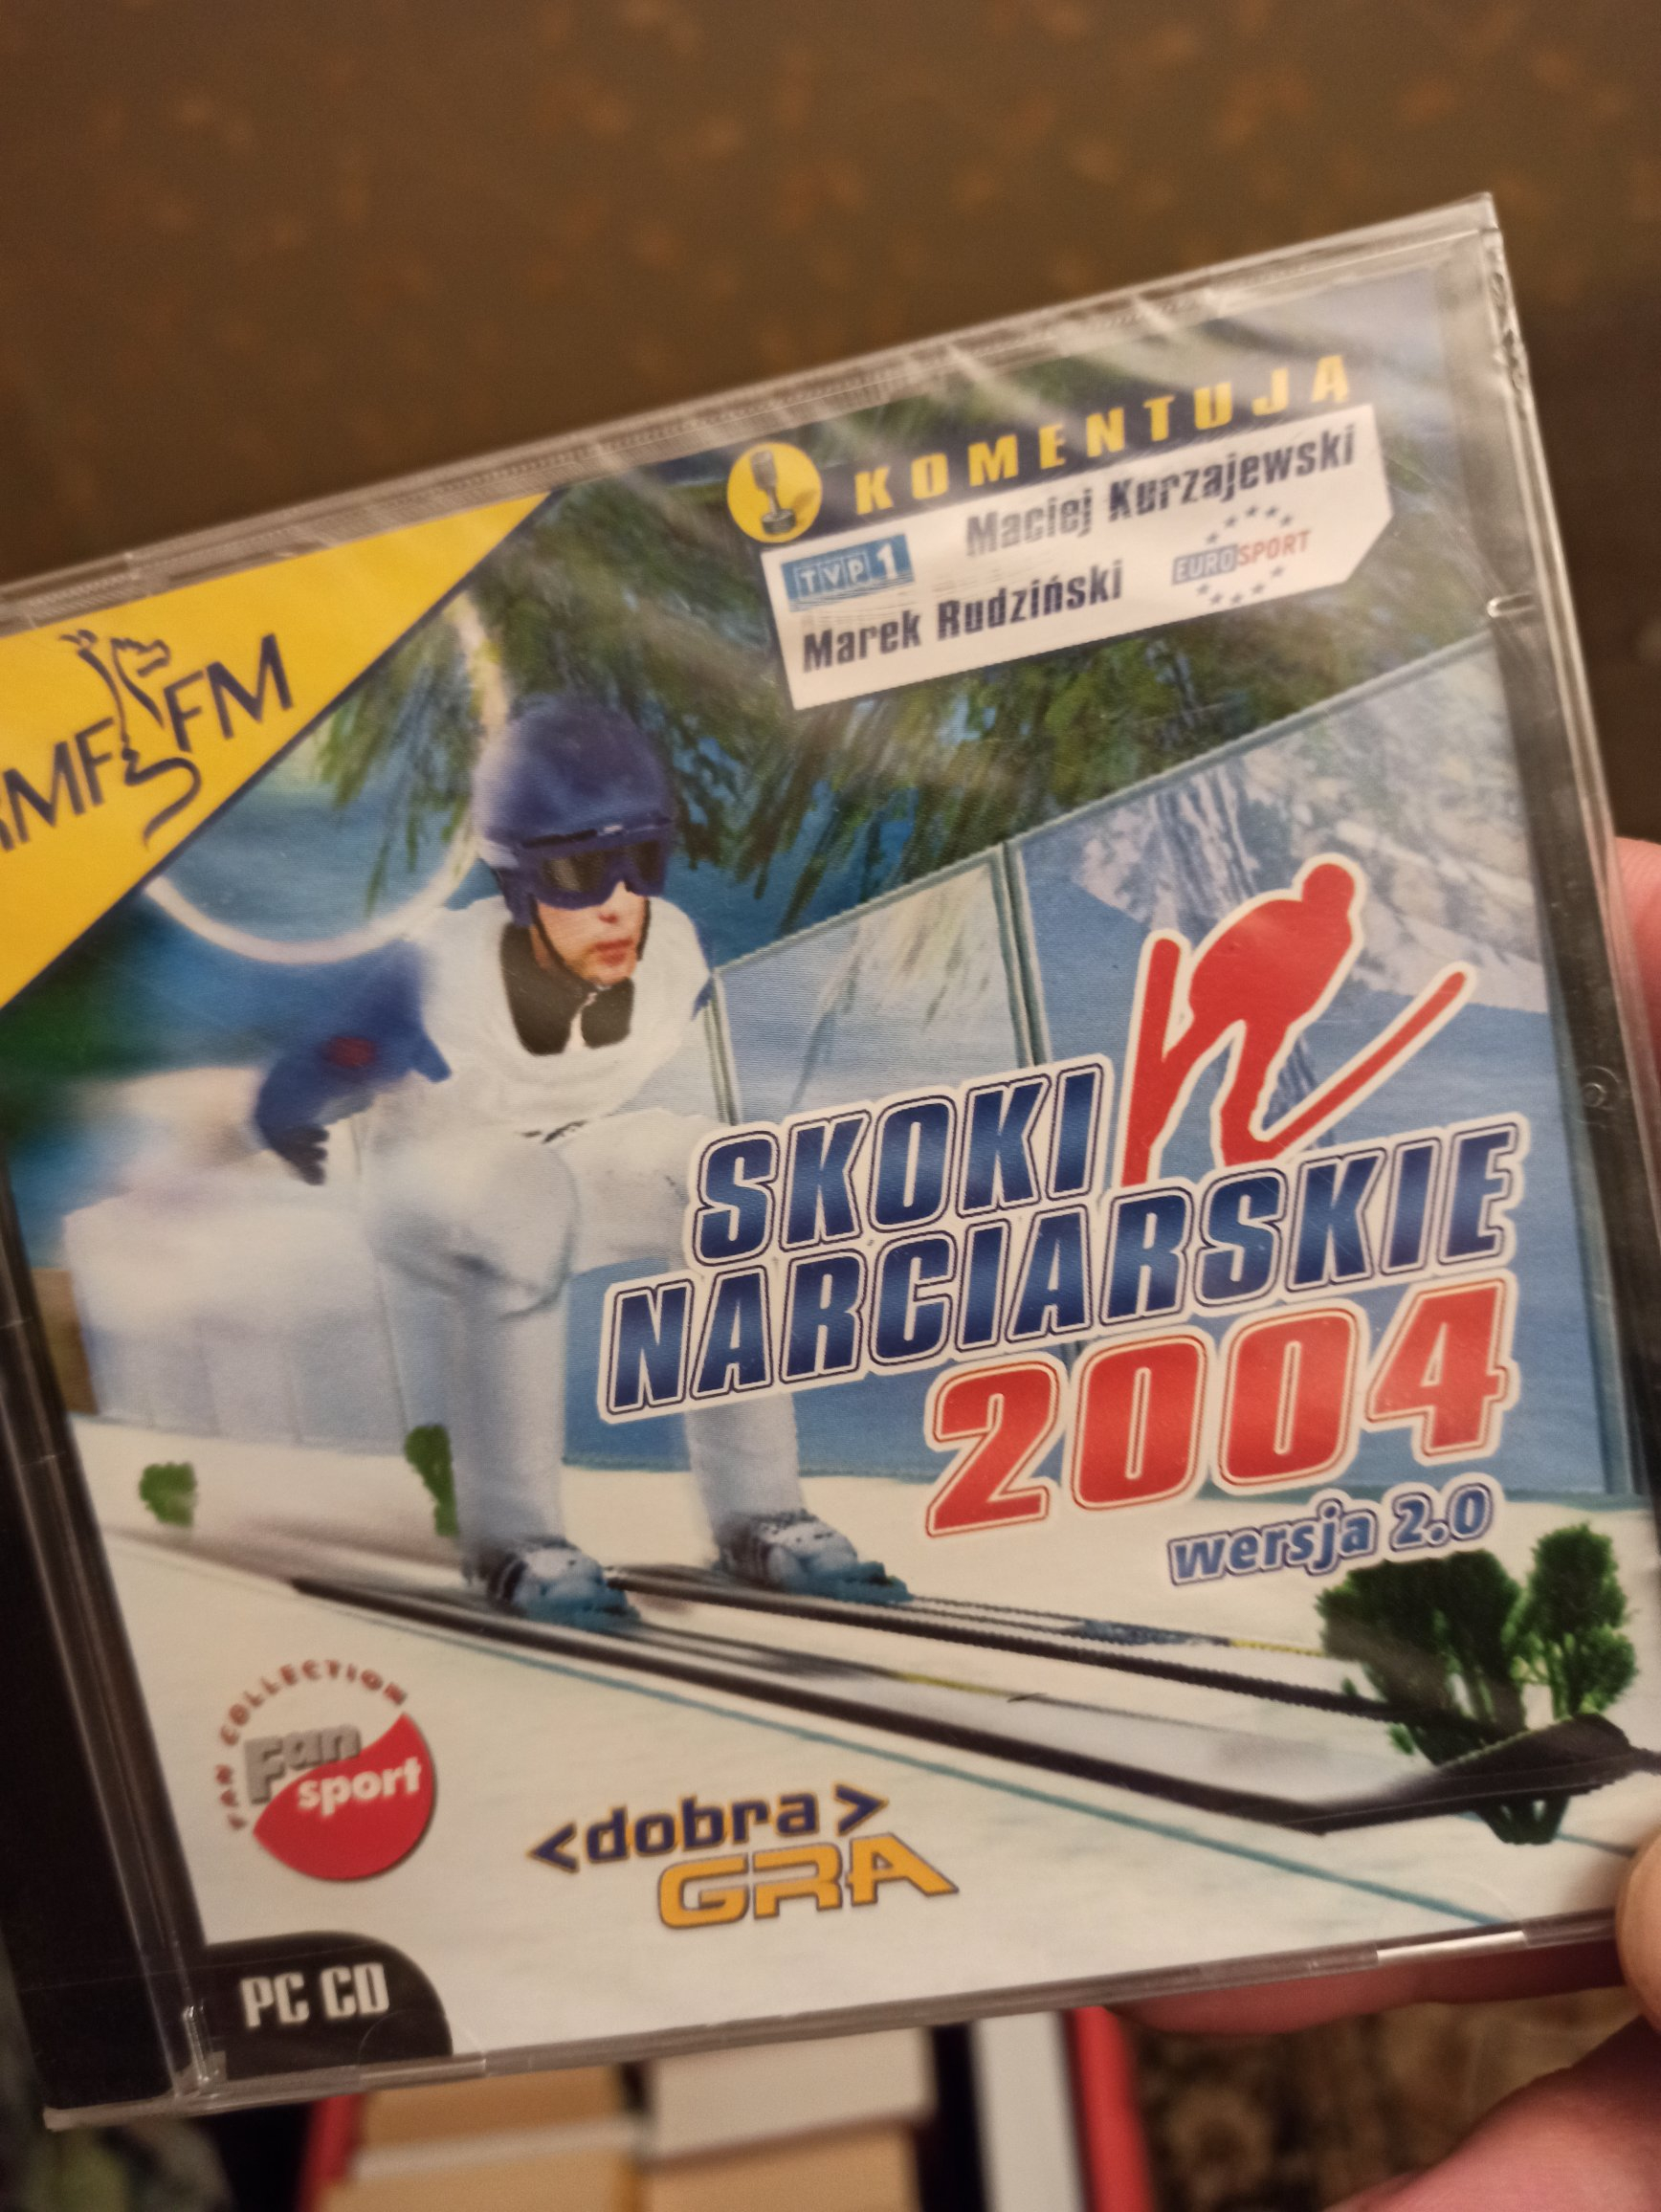 KOMENTUJĄ
Maciej Kurzajewski
TVP1
EUROSPORT
Marek Rudziński
RMF FM
SKOKI
NARCIARSKIE
2004
wersja 2.0
FAN COLLECTION
Fan
sport
<dobra>
GRA
PC CD